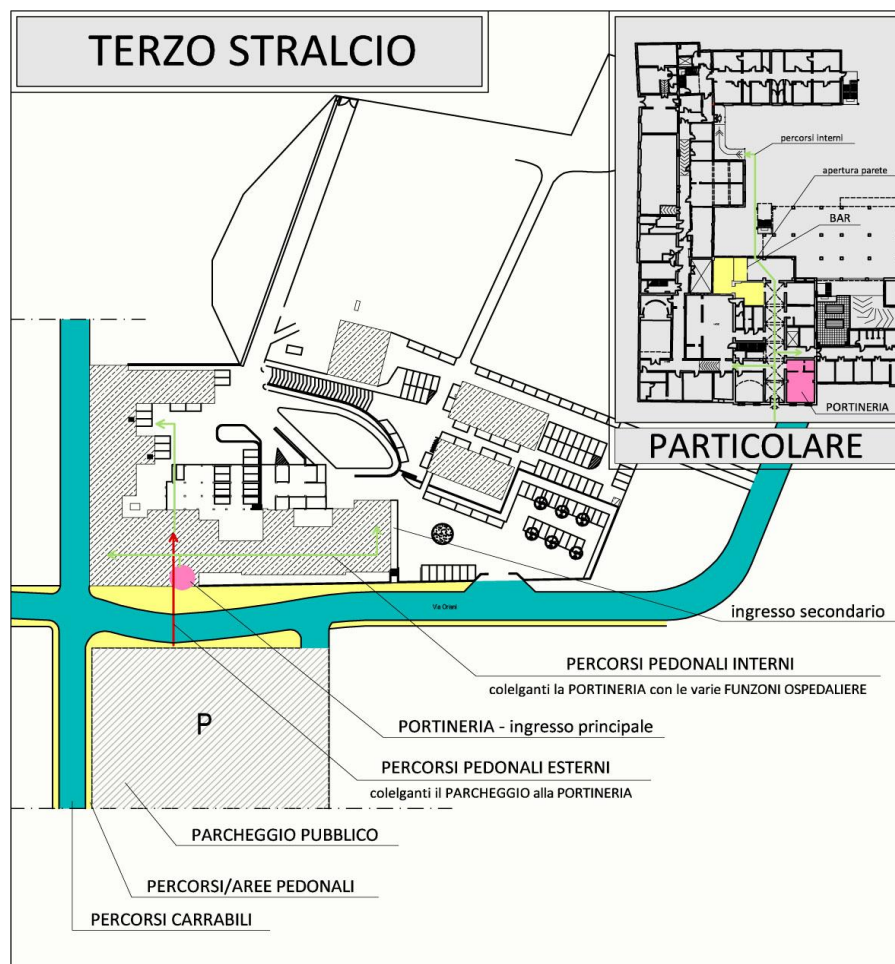 TERZO STRALCIO
percorsi interni
apertura parete
BAR
PORTINERIA
PARTICOLARE
Via Oriani
ingresso secondario
PERCORSI PEDONALI INTERNI
colelganti la PORTINERIA con le varie FUNZONI OSPEDALIERE
PORTINERIA - ingresso principale
P
PERCORSI PEDONALI ESTERNI
colelganti il PARCHEGGIO alla PORTINERIA
PARCHEGGIO PUBBLICO
PERCORSI/AREE PEDONALI
PERCORSI CARRABILI